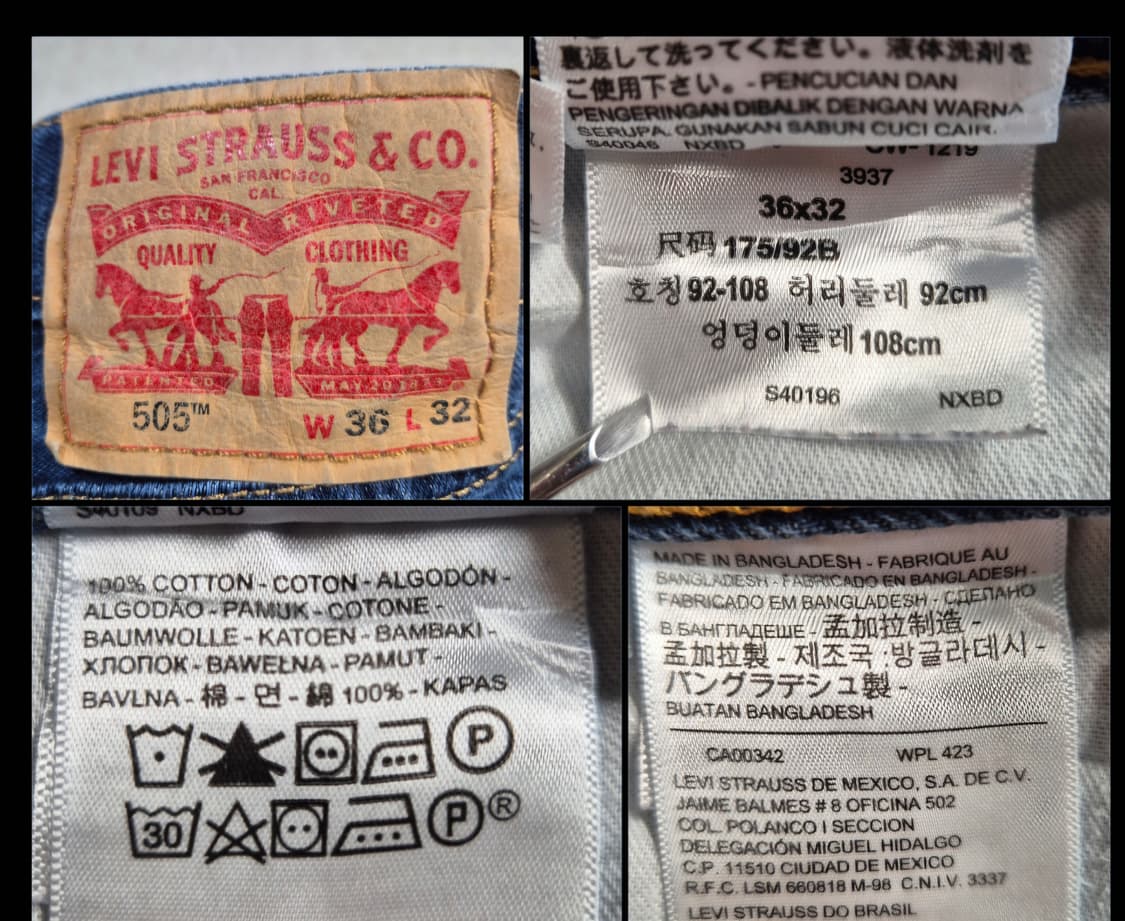 LEVI STRAUSS & CO.
SAN FRANCISCO
CAL.
ORIGINAL RIVETED
QUALITY CLOTHING
PATENTED MAY 20 1873
505™ W 36 L 32
裏返して洗ってください。液体洗剤を
ご使用下さい。- PENCUCIAN DAN
PENGERINGAN DIBALIK DENGAN WARNA
SERUPA. GUNAKAN SABUN CUCI CAIR.
S40046 NXBD 1219
3937
36x32
尺码 175/92B
호칭 92-108 허리둘레 92cm
엉덩이둘레 108cm
S40196 NXBD
S40109 NXBD
100% COTTON - COTON - ALGODÓN -
ALGODÃO - PAMUK - COTONE -
BAUMWOLLE - KATOEN - BAMBAKI -
ХЛОПОК - BAWEŁNA - PAMUT -
BAVLNA - 棉 - 면 - 綿 100% - KAPAS
P
30 P ®
MADE IN BANGLADESH - FABRIQUE AU
BANGLADESH - FABRICADO EN BANGLADESH -
FABRICADO EM BANGLADESH - СДЕЛАНО
В БАНГЛАДЕШЕ - 孟加拉制造 -
孟加拉製 - 제조국 :방글라데시 -
バングラデシュ製 -
BUATAN BANGLADESH
CA00342 WPL 423
LEVI STRAUSS DE MEXICO, S.A. DE C.V.
JAIME BALMES # 8 OFICINA 502
COL. POLANCO I SECCION
DELEGACIÓN MIGUEL HIDALGO
C.P. 11510 CIUDAD DE MEXICO
R.F.C. LSM 660818 M-98 C.N.I.V. 3337
LEVI STRAUSS DO BRASIL